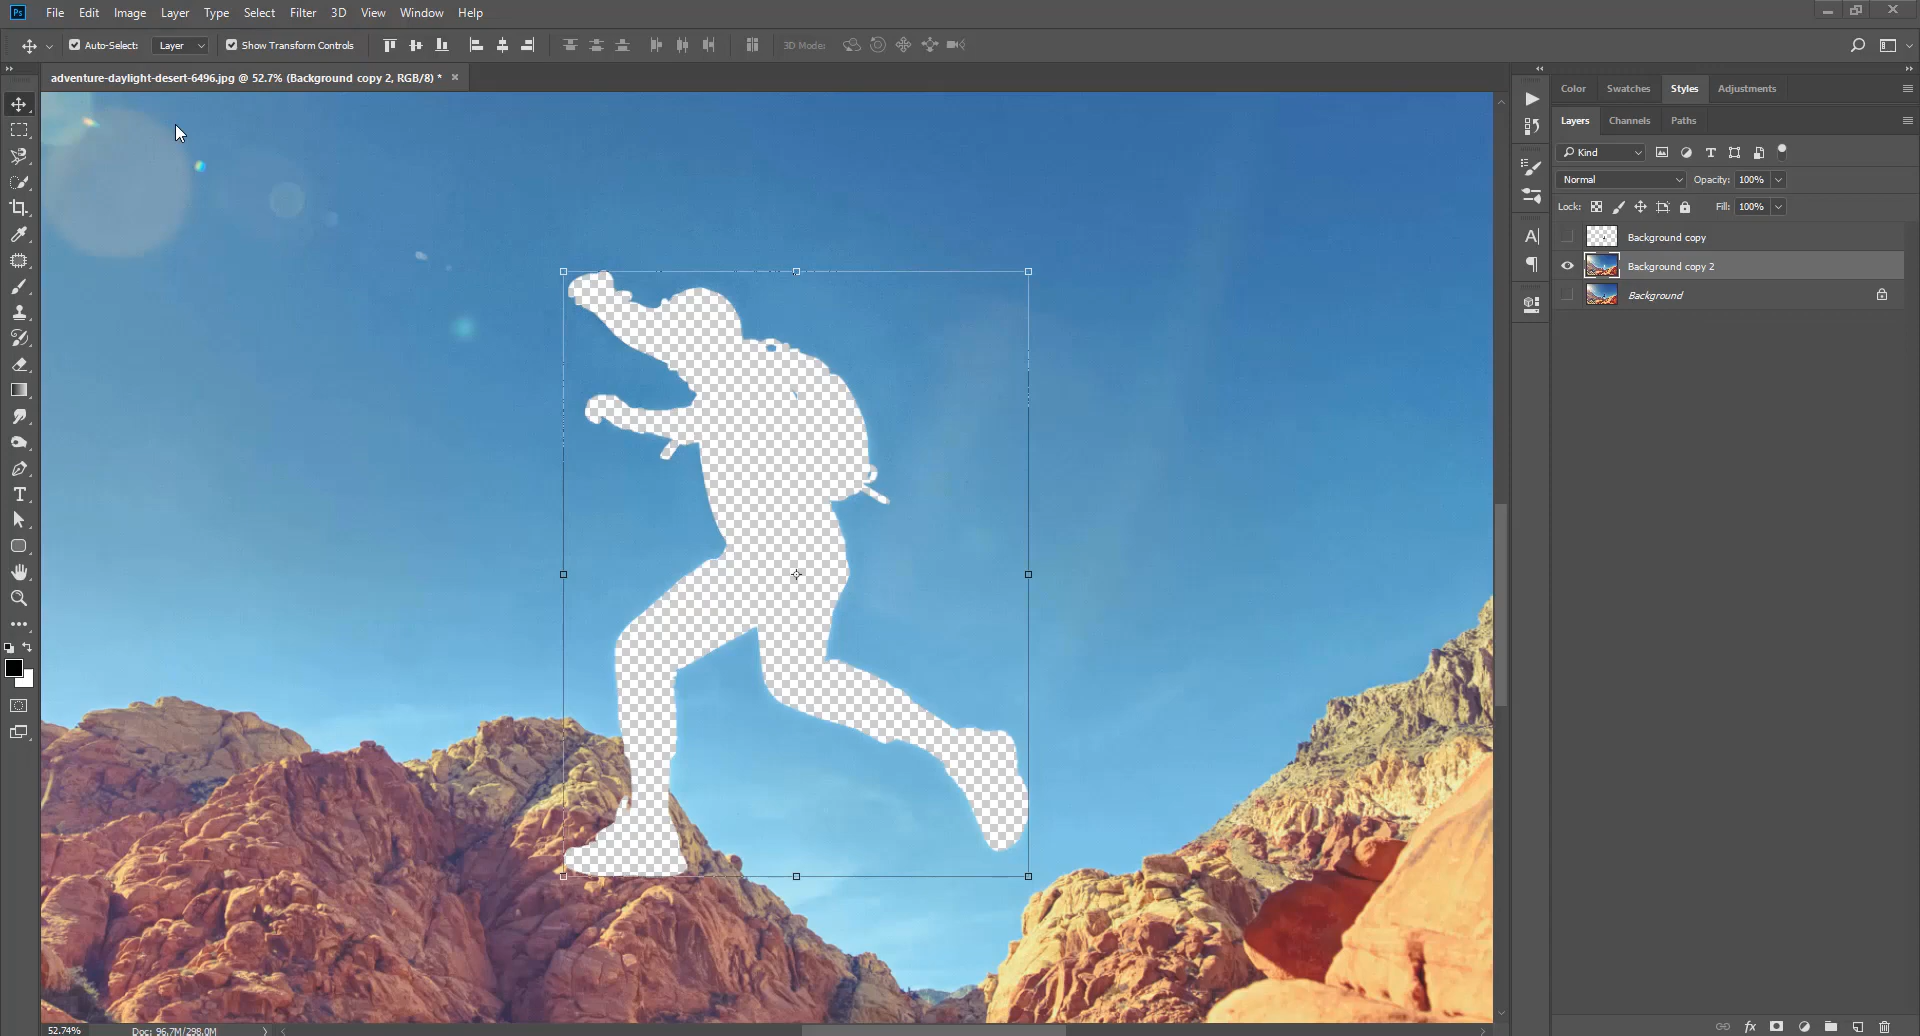 Ps File Edit Image Layer Type Select Filter 3D View Window Help
Auto-Select: Layer Show Transform Controls 3D Mode:
adventure-daylight-desert-6496.jpg @ 52.7% (Background copy 2, RGB/8) * ×
Color Swatches Styles Adjustments
Layers Channels Paths
Kind
Normal Opacity: 100%
Lock: Fill: 100%
Background copy
Background copy 2
Background
52.74% Doc: 96.7M/298.0M